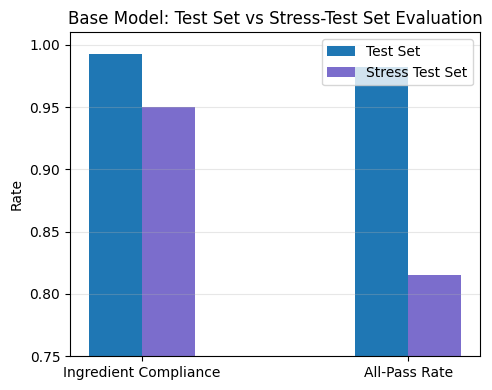 Base Model: Test Set vs Stress-Test Set Evaluation
Test Set
Stress Test Set
Rate
1.00
0.95
0.90
0.85
0.80
0.75
Ingredient Compliance
All-Pass Rate